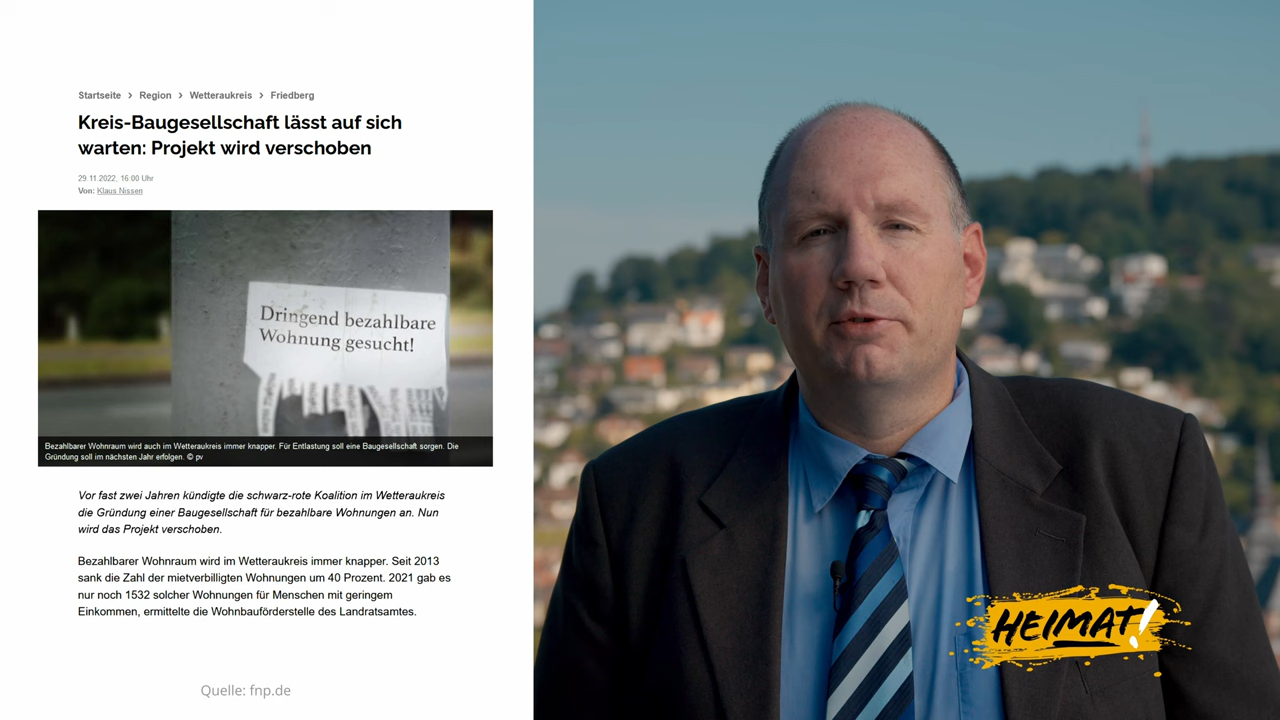 Startseite > Region > Wetteraukreis > Friedberg
Kreis-Baugesellschaft lässt auf sich
warten: Projekt wird verschoben
29.11.2022, 16:00 Uhr
Von: Klaus Nissen
Dringend bezahlbare
Wohnung gesucht!
Bezahlbarer Wohnraum wird auch im Wetteraukreis immer knapper. Für Entlastung soll eine Baugesellschaft sorgen. Die
Gründung soll im nächsten Jahr erfolgen. © pv
Vor fast zwei Jahren kündigte die schwarz-rote Koalition im Wetteraukreis
die Gründung einer Baugesellschaft für bezahlbare Wohnungen an. Nun
wird das Projekt verschoben.
Bezahlbarer Wohnraum wird im Wetteraukreis immer knapper. Seit 2013
sank die Zahl der mietverbilligten Wohnungen um 40 Prozent. 2021 gab es
nur noch 1532 solcher Wohnungen für Menschen mit geringem
Einkommen, ermittelte die Wohnbauförderstelle des Landratsamtes.
Quelle: fnp.de
HEIMAT!